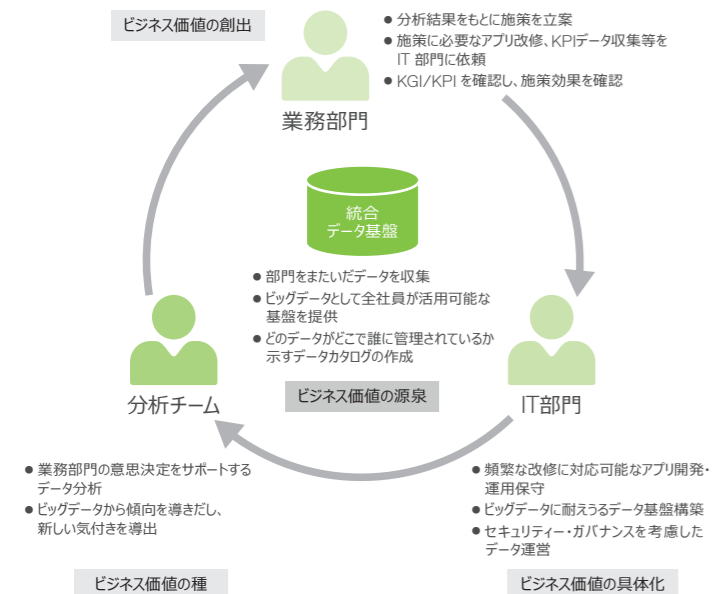 ビジネス価値の創出
● 分析結果をもとに施策を立案
● 施策に必要なアプリ改修、KPIデータ収集等を
IT 部門に依頼
● KGI/KPI を確認し、施策効果を確認
業務部門
統合
データ基盤
● 部門をまたいだデータを収集
● ビッグデータとして全社員が活用可能な
基盤を提供
● どのデータがどこで誰に管理されているか
示すデータカタログの作成
ビジネス価値の源泉
分析チーム
IT部門
● 業務部門の意思決定をサポートする
データ分析
● ビッグデータから傾向を導きだし、
新しい気付きを導出
ビジネス価値の種
● 頻繁な改修に対応可能なアプリ開発・
運用保守
● ビッグデータに耐えうるデータ基盤構築
● セキュリティー・ガバナンスを考慮した
データ運営
ビジネス価値の具体化